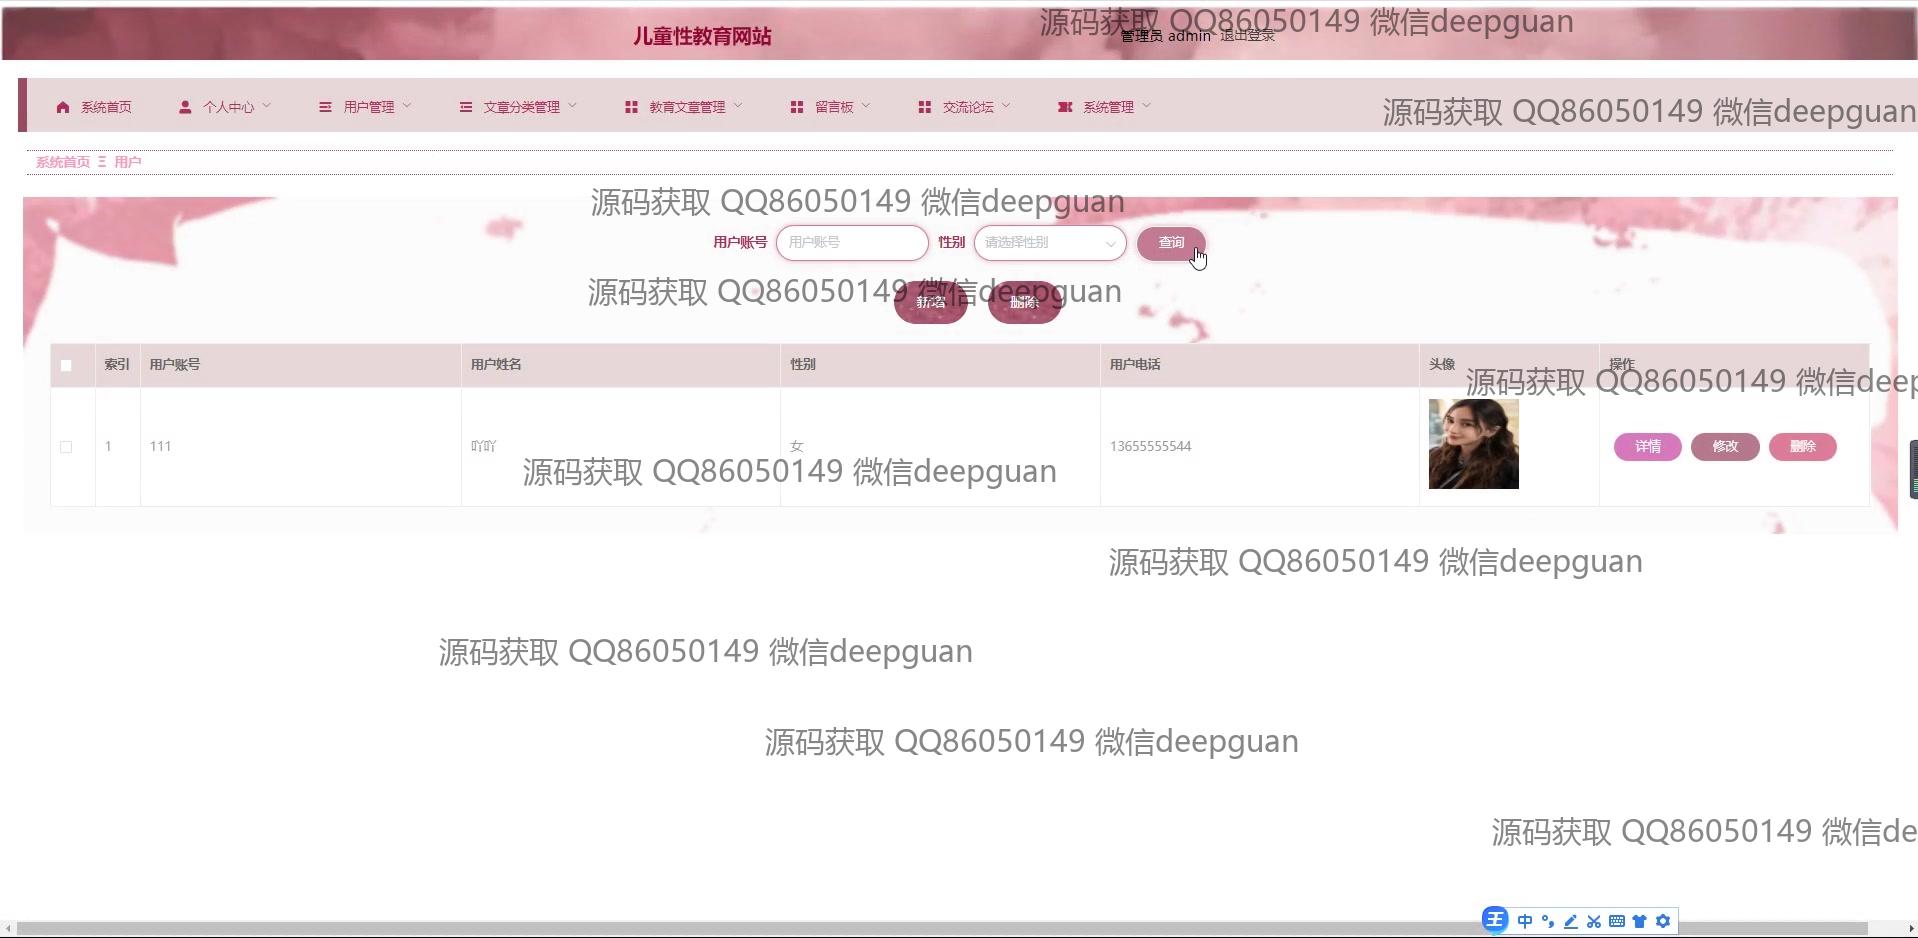 儿童性教育网站
源码获取 QQ86050149 微信deepguan
管理员 admin 退出登录
系统首页 个人中心 用户管理 文章分类管理 教育文章管理 留言板 交流论坛 系统管理
源码获取 QQ86050149 微信deepguan
系统首页 Ξ 用户
源码获取 QQ86050149 微信deepguan
用户账号 用户账号 性别 请选择性别 查询
源码获取 QQ86050149 微信deepguan
新增 删除
索引 用户账号 用户姓名 性别 用户电话 头像 操作
源码获取 QQ86050149 微信deep
1 111 吖吖 女 13655555544 详情 修改 删除
源码获取 QQ86050149 微信deepguan
源码获取 QQ86050149 微信deepguan
源码获取 QQ86050149 微信deepguan
源码获取 QQ86050149 微信deepguan
源码获取 QQ86050149 微信de
王 中